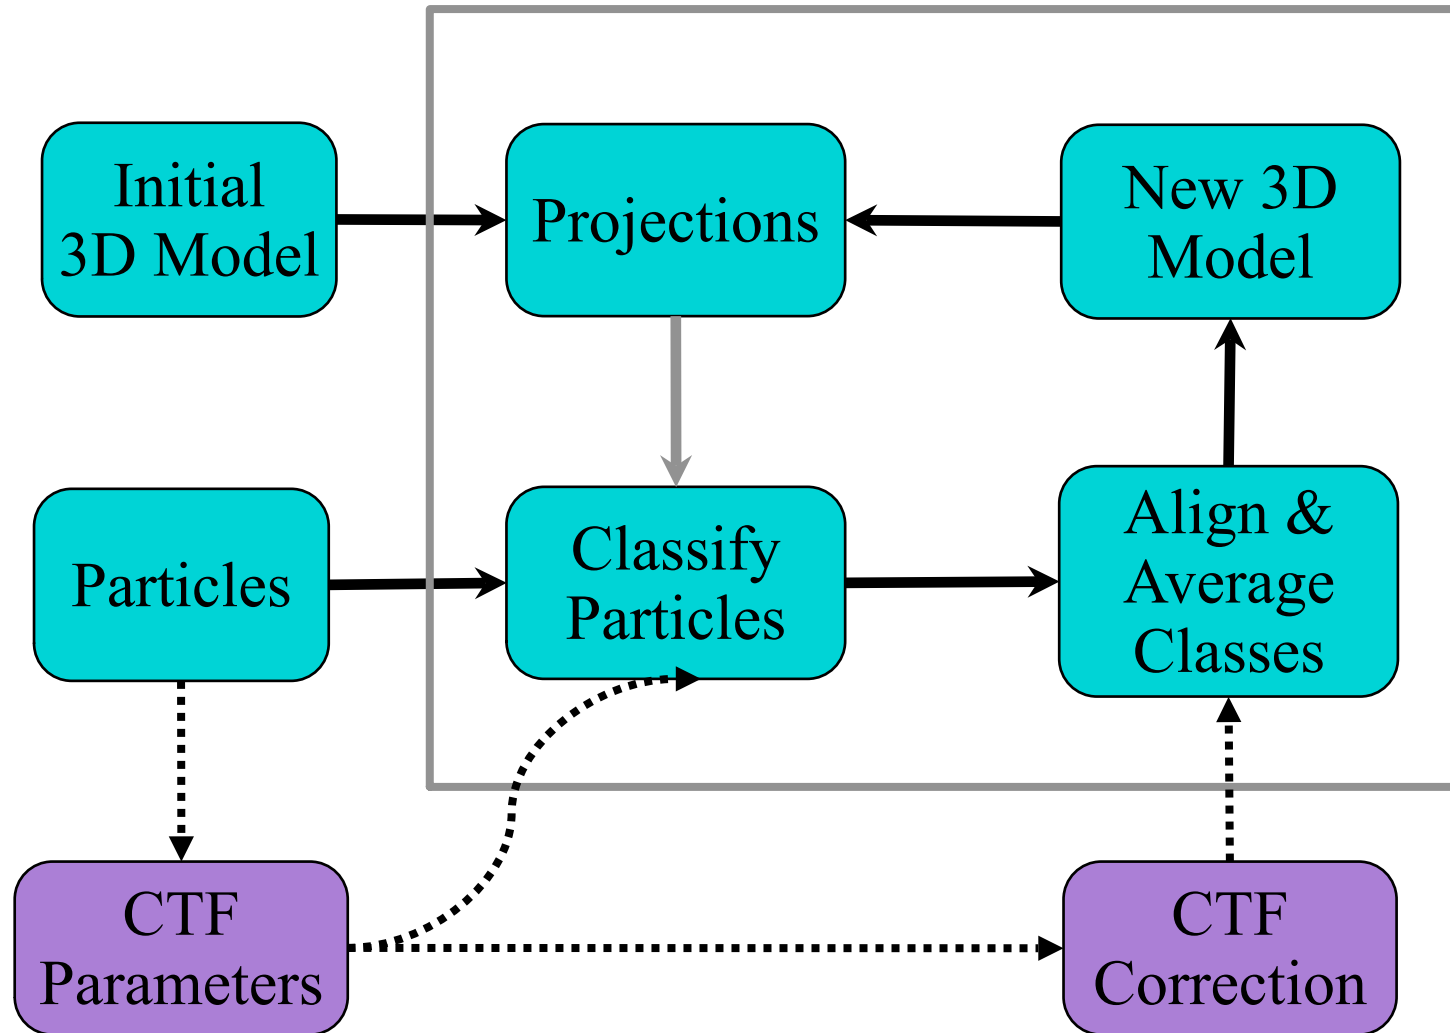 Initial
3D Model
Projections
New 3D
Model
Particles
Classify
Particles
Align &
Average
Classes
CTF
Parameters
CTF
Correction